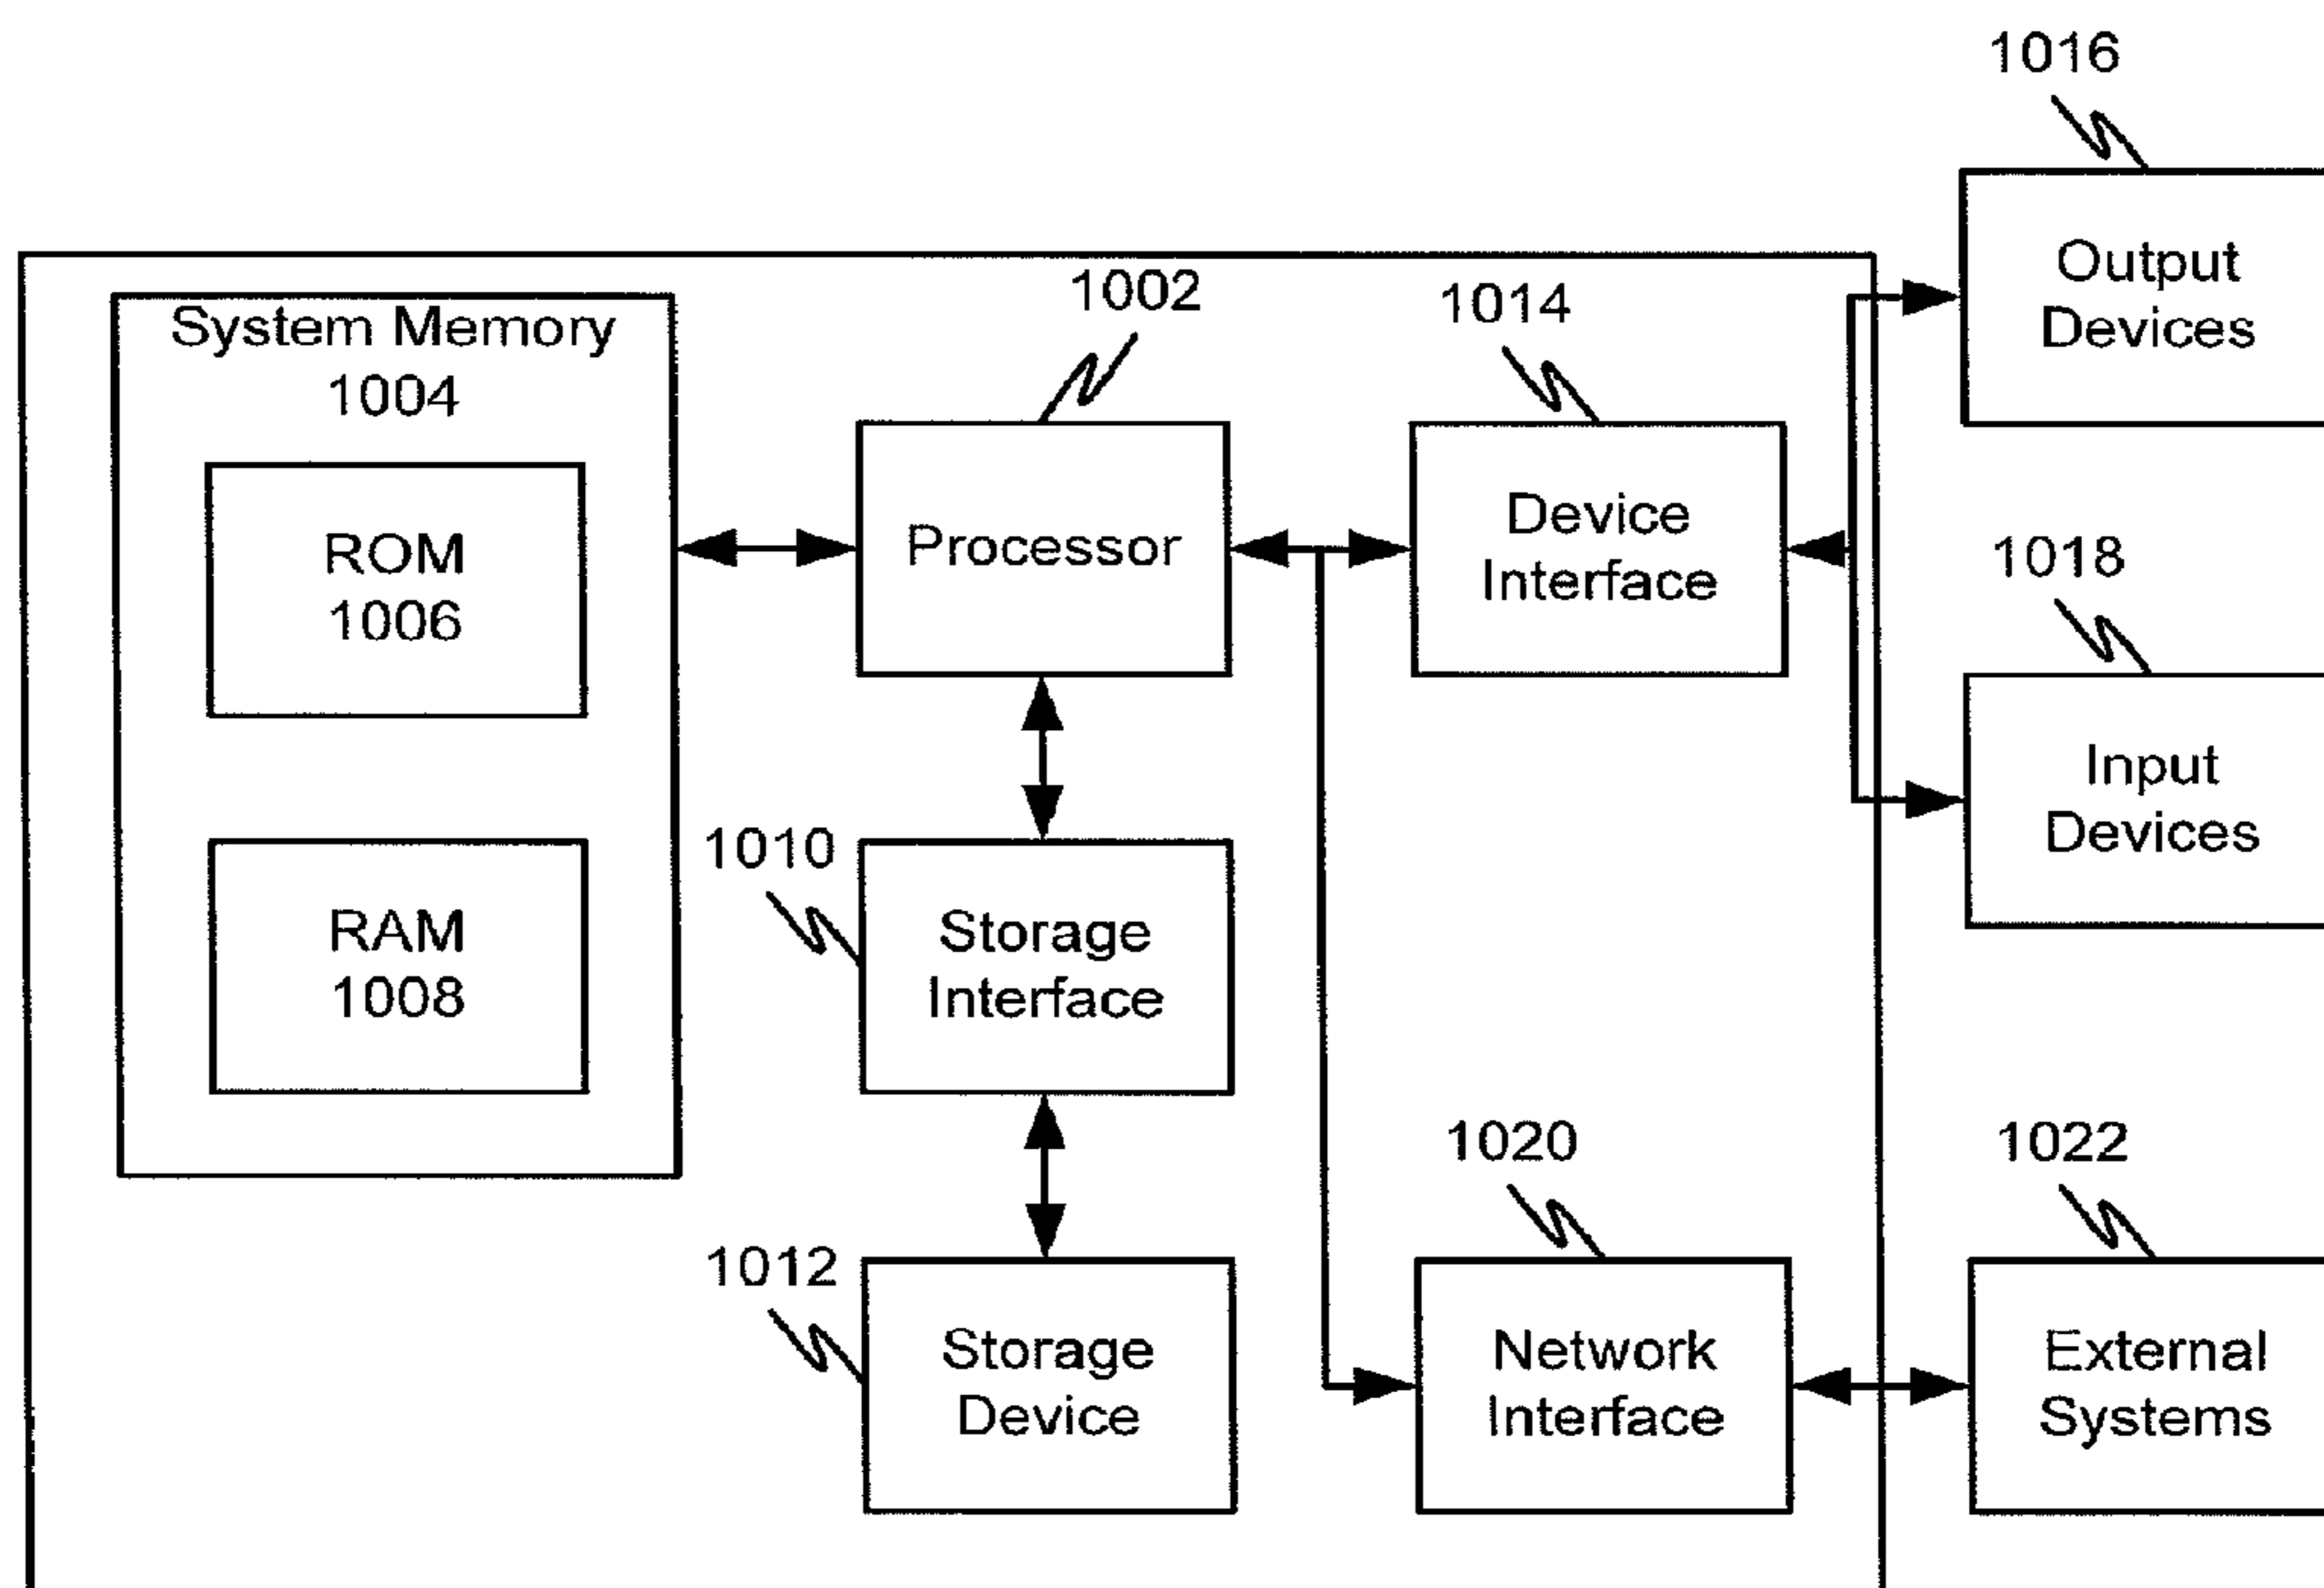 1016
Output
Devices
1002
1014
System Memory
1004
Processor
Device
Interface
ROM
1006
1018
Input
Devices
1010
RAM
1008
Storage
Interface
1020
1022
1012
Storage
Device
Network
Interface
External
Systems